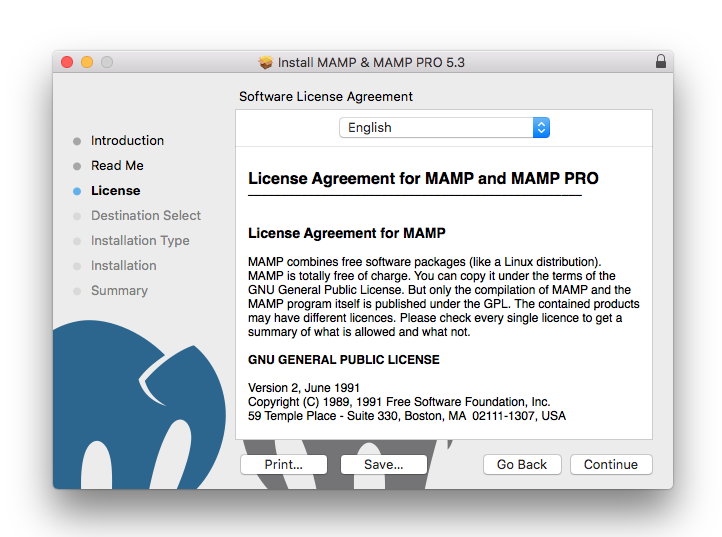 Install MAMP & MAMP PRO 5.3
Software License Agreement
Introduction
Read Me
License
Destination Select
Installation Type
Installation
Summary
English
License Agreement for MAMP and MAMP PRO
License Agreement for MAMP
MAMP combines free software packages (like a Linux distribution).
MAMP is totally free of charge. You can copy it under the terms of the
GNU General Public License. But only the compilation of MAMP and the
MAMP program itself is published under the GPL. The contained products
may have different licences. Please check every single licence to get a
summary of what is allowed and what not.
GNU GENERAL PUBLIC LICENSE
Version 2, June 1991
Copyright (C) 1989, 1991 Free Software Foundation, Inc.
59 Temple Place - Suite 330, Boston, MA  02111-1307, USA
Print...
Save...
Go Back
Continue